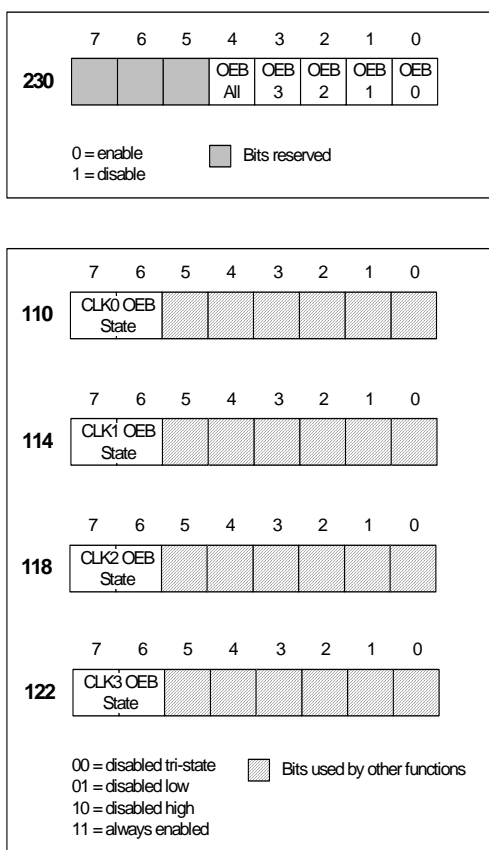 7 6 5 4 3 2 1 0
230 OEB All OEB 3 OEB 2 OEB 1 OEB 0
0 = enable
1 = disable
Bits reserved
7 6 5 4 3 2 1 0
110 CLK0 OEB State
7 6 5 4 3 2 1 0
114 CLK1 OEB State
7 6 5 4 3 2 1 0
118 CLK2 OEB State
7 6 5 4 3 2 1 0
122 CLK3 OEB State
00 = disabled tri-state
01 = disabled low
10 = disabled high
11 = always enabled
Bits used by other functions